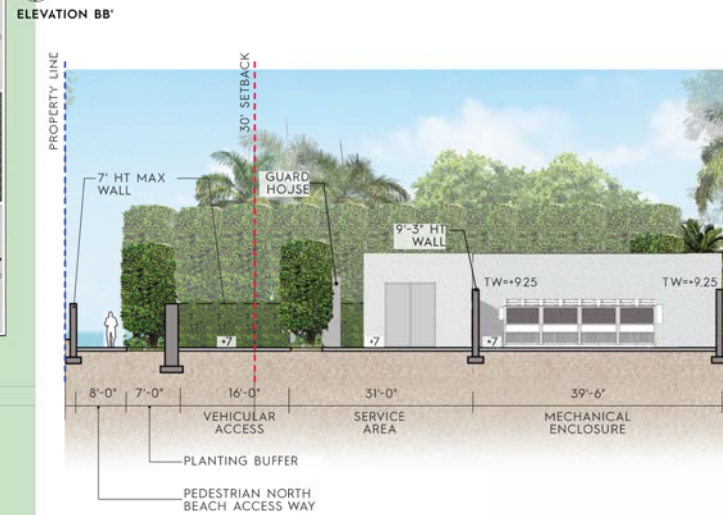 ELEVATION BB'
PROPERTY LINE
30' SETBACK
7' HT MAX
WALL
GUARD
HOUSE
9'-3" HT
WALL
TW=+9.25
TW=+9.25
+7
+7
+7
8'-0"
7'-0"
16'-0"
31'-0"
39'-6"
VEHICULAR
ACCESS
SERVICE
AREA
MECHANICAL
ENCLOSURE
PLANTING BUFFER
PEDESTRIAN NORTH
BEACH ACCESS WAY